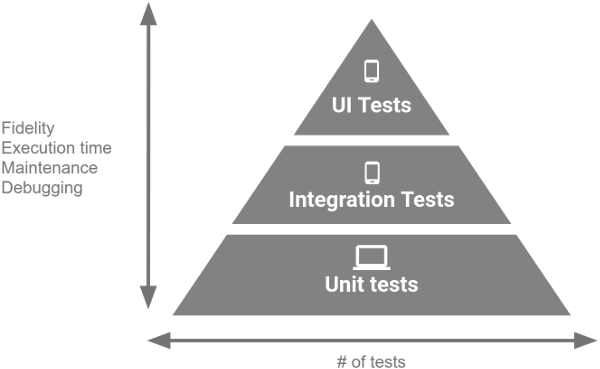 Fidelity
Execution time
Maintenance
Debugging
UI Tests
Integration Tests
Unit tests
# of tests